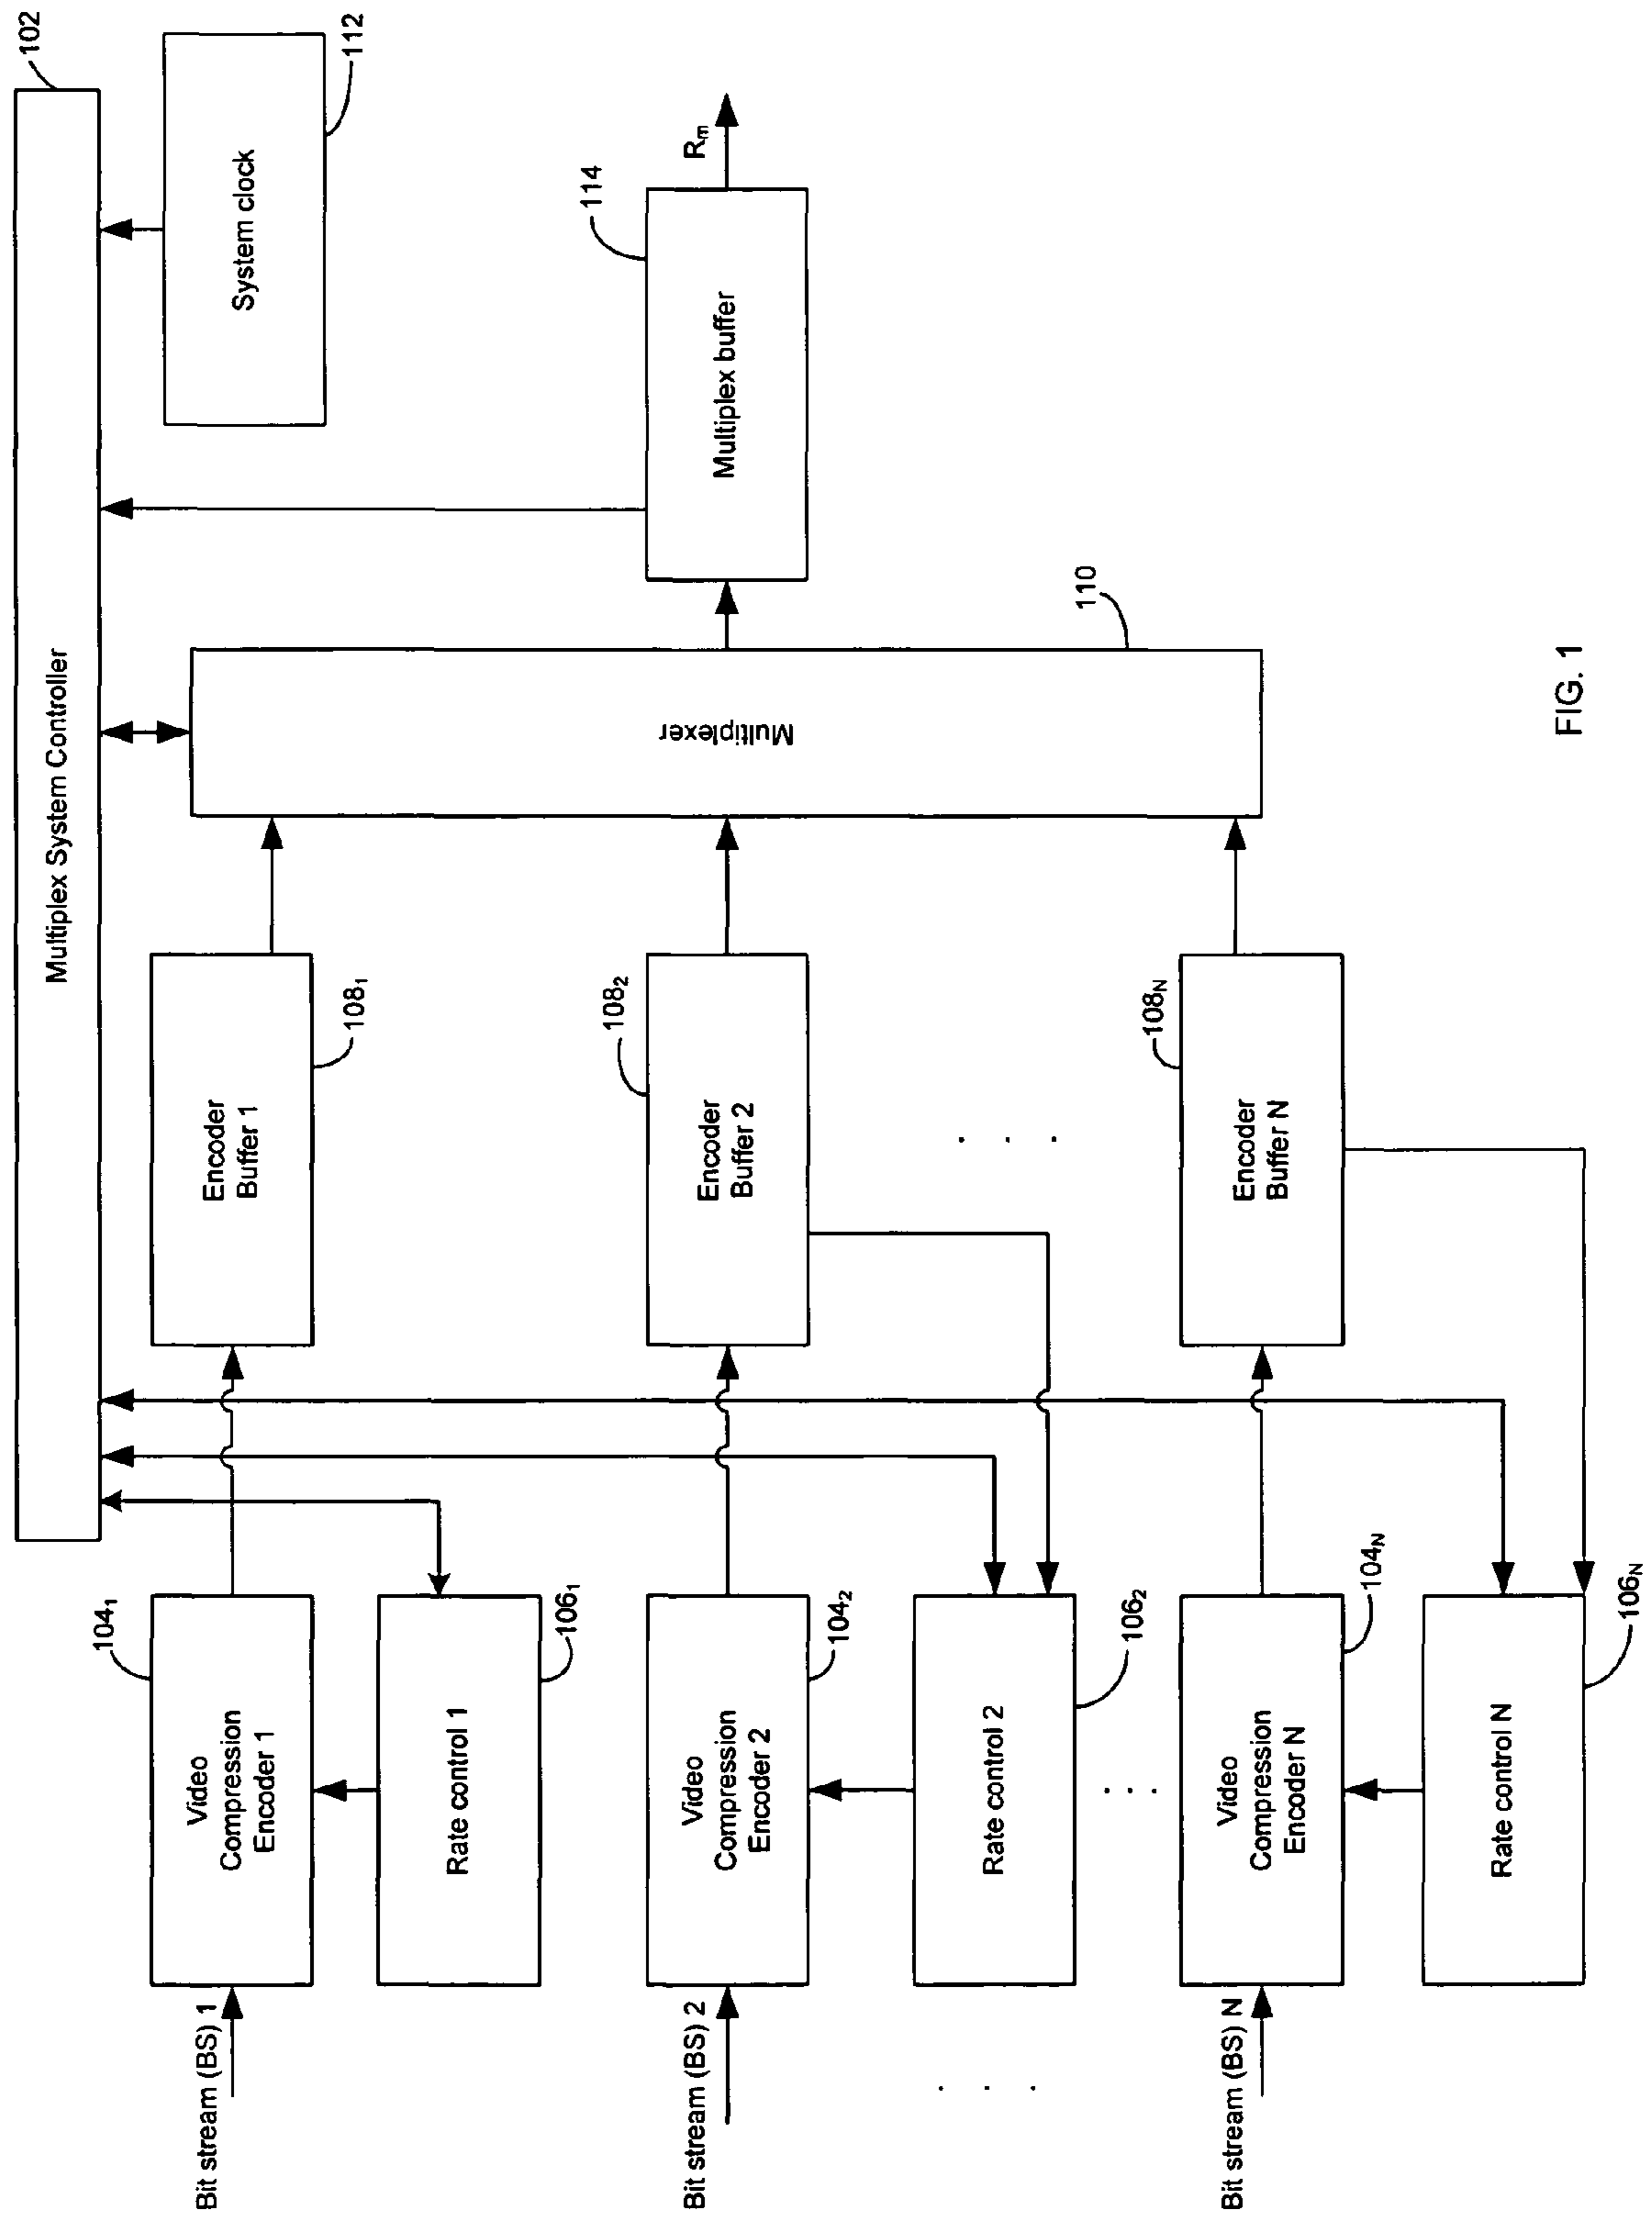 102
Multiplex System Controller
System clock
112
104₁
Video
Compression
Encoder 1
Bit stream (BS) 1
Rate control 1
106₁
Encoder
Buffer 1
108₁
Multiplexer
110
Multiplex buffer
114
Rₘ
Bit stream (BS) 2
Video
Compression
Encoder 2
104₂
Rate control 2
106₂
Encoder
Buffer 2
108₂
. . .
. . .
. . .
Bit stream (BS) N
Video
Compression
Encoder N
104_N
Rate control N
106_N
Encoder
Buffer N
108_N
FIG. 1